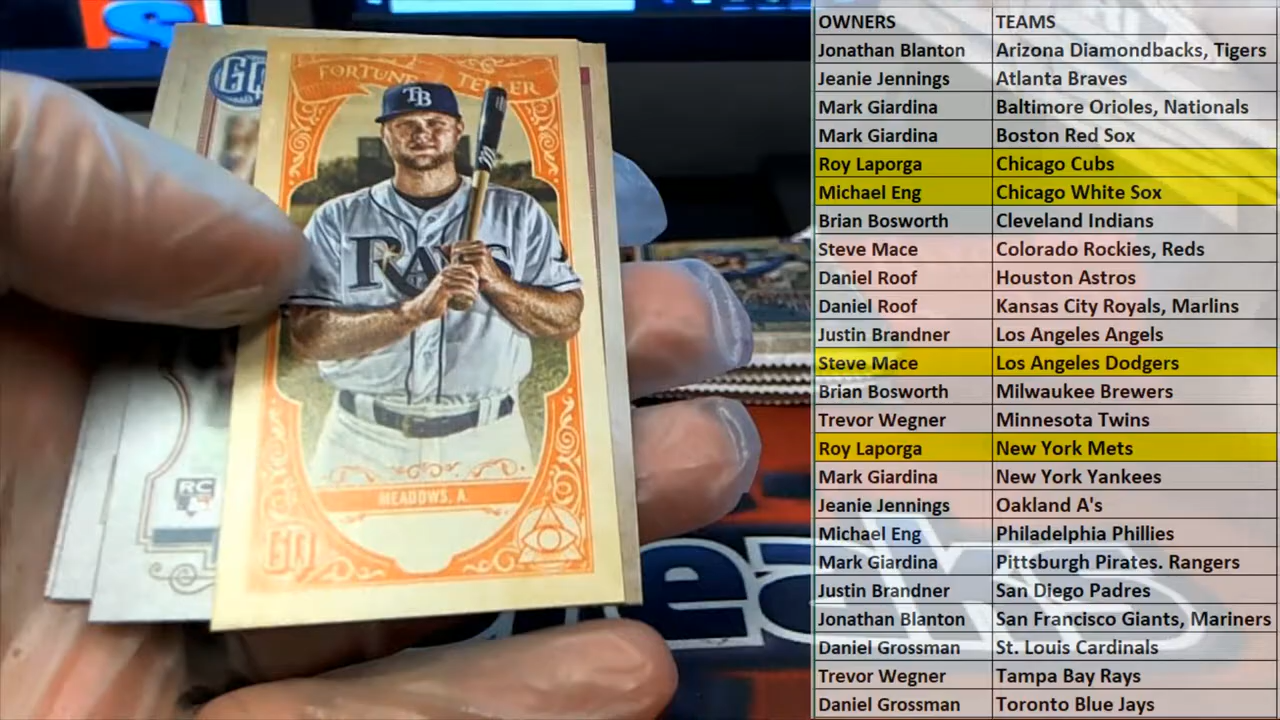 S
GQ
FORTUNE TELLER
TB
RAYS
MEADOWS, A.
GQ
RC
OWNERS TEAMS
Jonathan Blanton Arizona Diamondbacks, Tigers
Jeanie Jennings Atlanta Braves
Mark Giardina Baltimore Orioles, Nationals
Mark Giardina Boston Red Sox
Roy Laporga Chicago Cubs
Michael Eng Chicago White Sox
Brian Bosworth Cleveland Indians
Steve Mace Colorado Rockies, Reds
Daniel Roof Houston Astros
Daniel Roof Kansas City Royals, Marlins
Justin Brandner Los Angeles Angels
Steve Mace Los Angeles Dodgers
Brian Bosworth Milwaukee Brewers
Trevor Wegner Minnesota Twins
Roy Laporga New York Mets
Mark Giardina New York Yankees
Jeanie Jennings Oakland A's
Michael Eng Philadelphia Phillies
Mark Giardina Pittsburgh Pirates. Rangers
Justin Brandner San Diego Padres
Jonathan Blanton San Francisco Giants, Mariners
Daniel Grossman St. Louis Cardinals
Trevor Wegner Tampa Bay Rays
Daniel Grossman Toronto Blue Jays